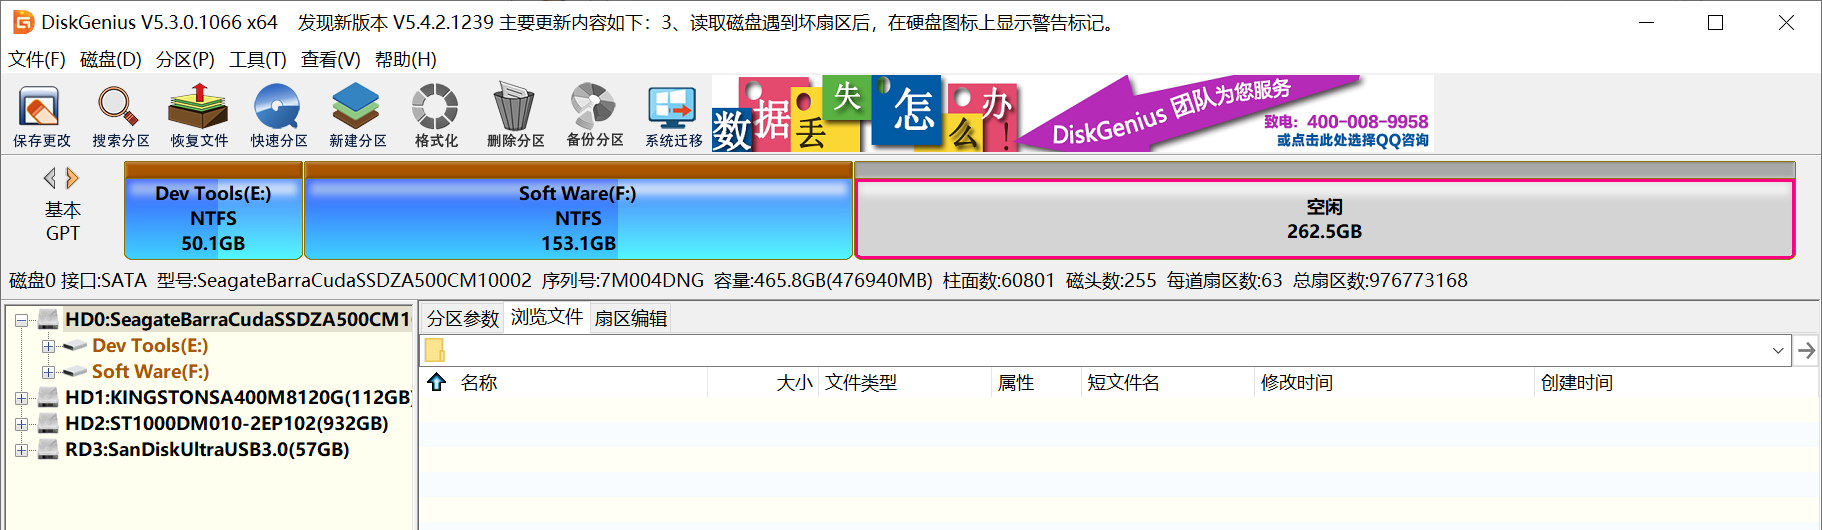 DiskGenius V5.3.0.1066 x64 发现新版本 V5.4.2.1239 主要更新内容如下：3、读取磁盘遇到坏扇区后，在硬盘图标上显示警告标记。
文件(F) 磁盘(D) 分区(P) 工具(T) 查看(V) 帮助(H)
保存更改 搜索分区 恢复文件 快速分区 新建分区 格式化 删除分区 备份分区 系统迁移
数据丢失怎么办！
DiskGenius 团队为您服务
致电：400-008-9958
或点击此处选择QQ咨询
基本
GPT
Dev Tools(E:)
NTFS
50.1GB
Soft Ware(F:)
NTFS
153.1GB
空闲
262.5GB
磁盘0 接口:SATA 型号:SeagateBarraCudaSSDZA500CM10002 序列号:7M004DNG 容量:465.8GB(476940MB) 柱面数:60801 磁头数:255 每道扇区数:63 总扇区数:976773168
HD0:SeagateBarraCudaSSDZA500CM1
Dev Tools(E:)
Soft Ware(F:)
HD1:KINGSTONSA400M8120G(112GB)
HD2:ST1000DM010-2EP102(932GB)
RD3:SanDiskUltraUSB3.0(57GB)
分区参数 浏览文件 扇区编辑
名称 大小 文件类型 属性 短文件名 修改时间 创建时间